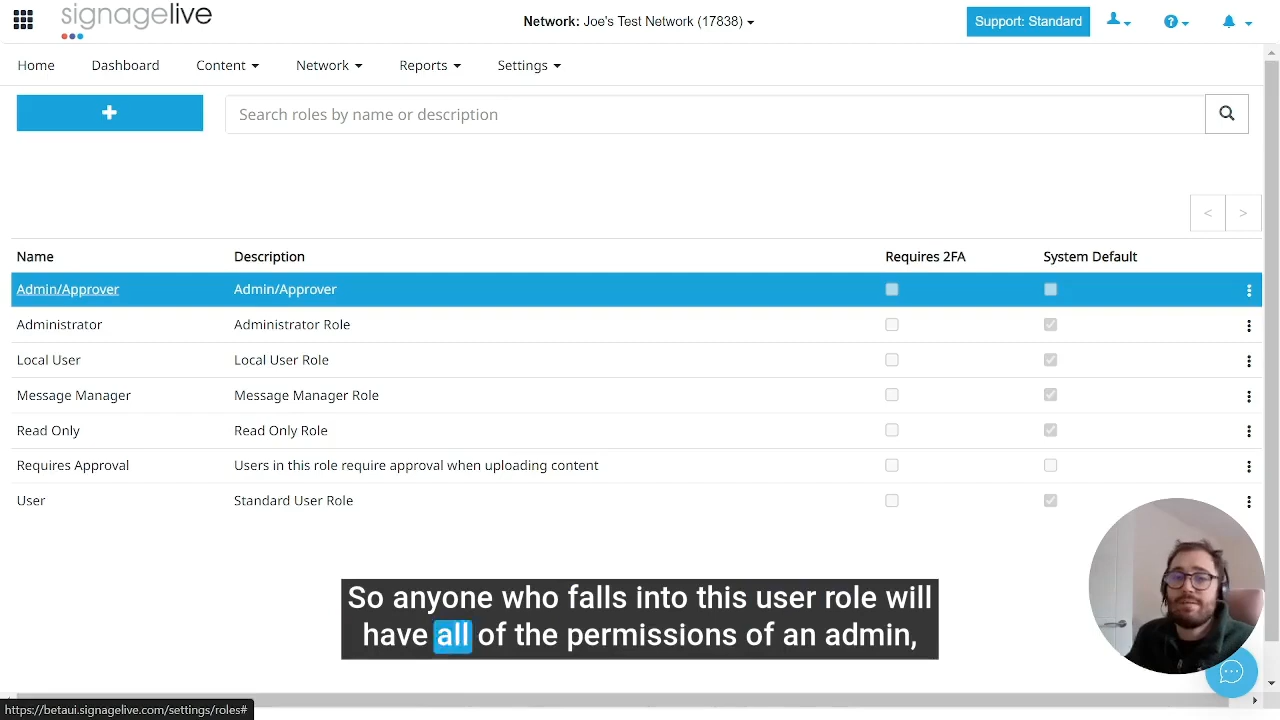 signagelive
Network: Joe's Test Network (17838)
Support: Standard
Home Dashboard Content Network Reports Settings
Search roles by name or description
< >
Name Description Requires 2FA System Default
Admin/Approver Admin/Approver
Administrator Administrator Role
Local User Local User Role
Message Manager Message Manager Role
Read Only Read Only Role
Requires Approval Users in this role require approval when uploading content
User Standard User Role
So anyone who falls into this user role will
have all of the permissions of an admin,
https://betaui.signagelive.com/settings/roles#